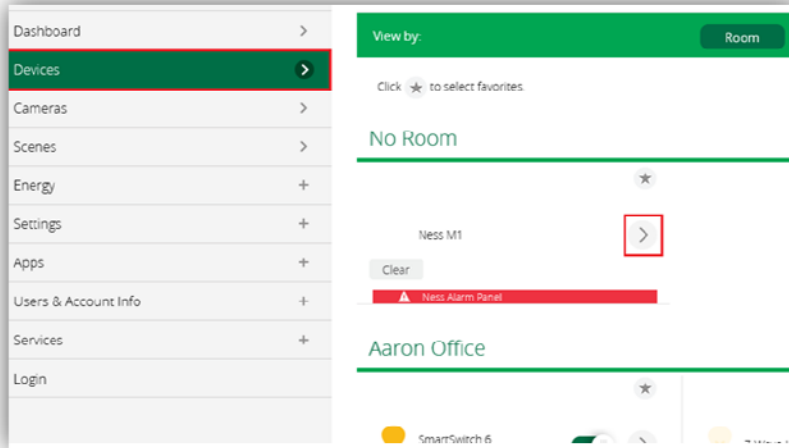 Dashboard
Devices
Cameras
Scenes
Energy
Settings
Apps
Users & Account Info
Services
Login
View by:
Room
Click to select favorites.
No Room
Ness M1
Clear
Ness Alarm Panel
Aaron Office
SmartSwitch 6